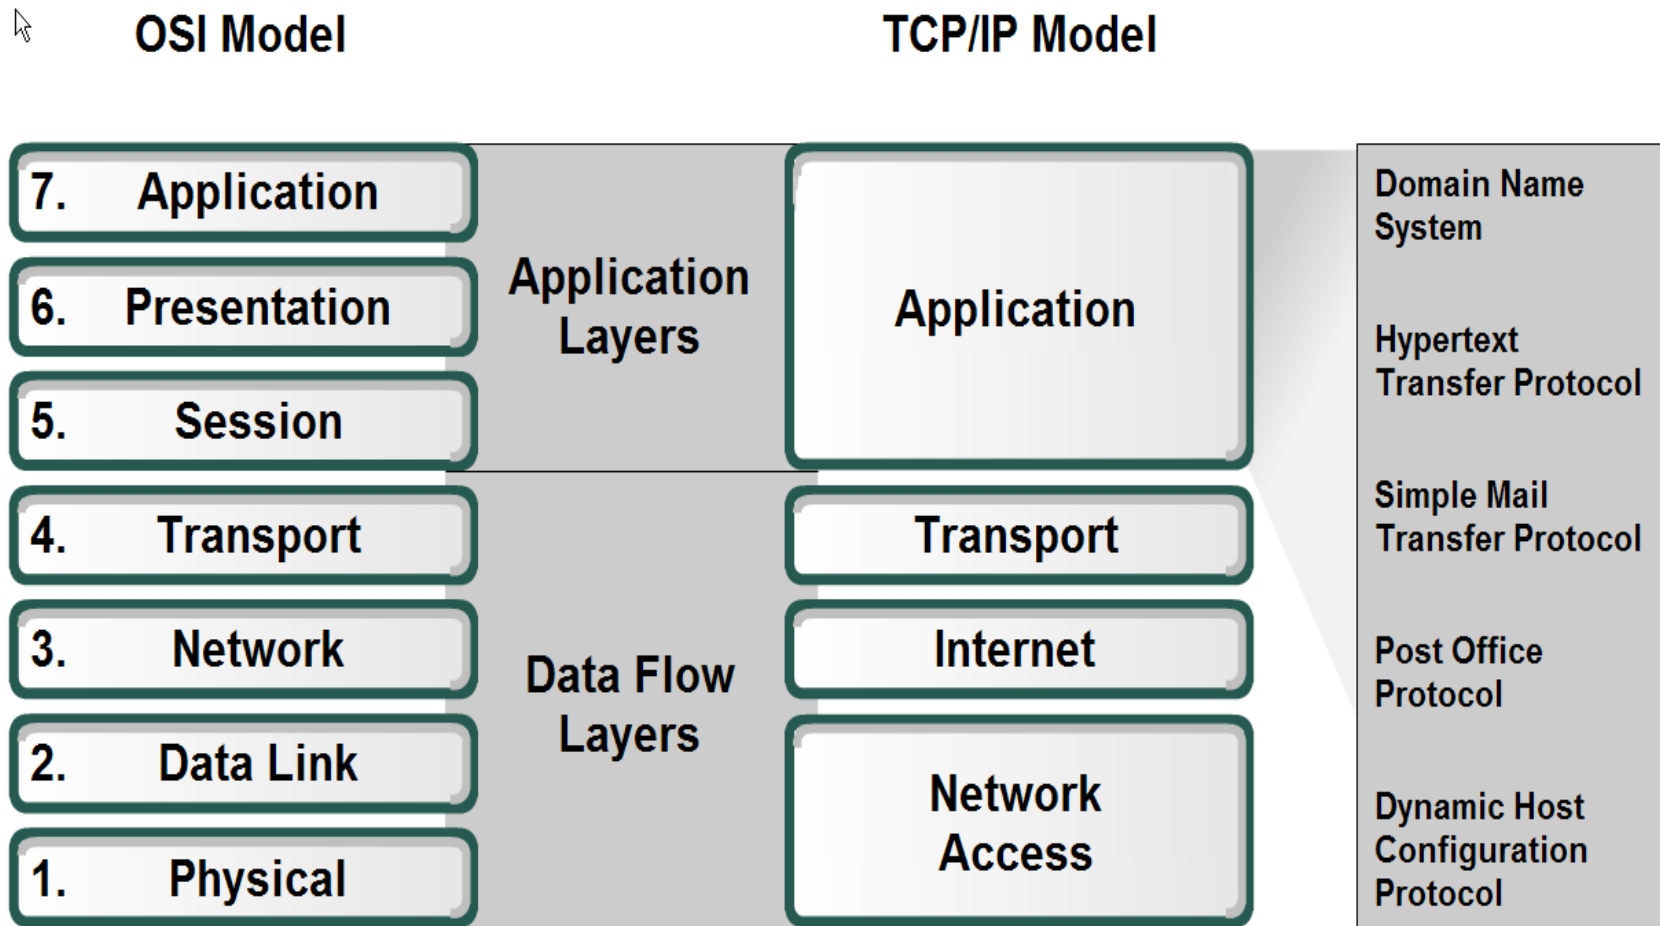 OSI Model
TCP/IP Model
7. Application
6. Presentation
5. Session
4. Transport
3. Network
2. Data Link
1. Physical
Application
Layers
Data Flow
Layers
Application
Transport
Internet
Network
Access
Domain Name
System
Hypertext
Transfer Protocol
Simple Mail
Transfer Protocol
Post Office
Protocol
Dynamic Host
Configuration
Protocol